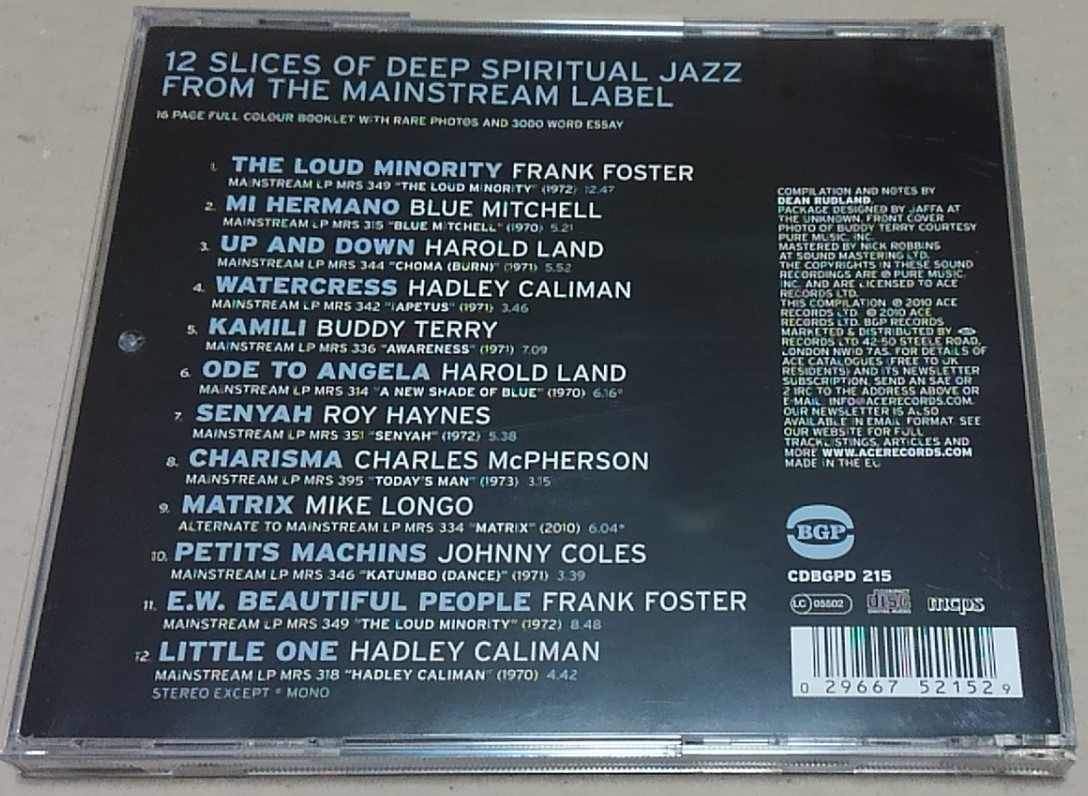 12 SLICES OF DEEP SPIRITUAL JAZZ
FROM THE MAINSTREAM LABEL
16 PAGE FULL COLOUR BOOKLET WITH RARE PHOTOS AND 3000 WORD ESSAY
1. THE LOUD MINORITY FRANK FOSTER
MAINSTREAM LP MRS 349 "THE LOUD MINORITY" (1972) 12.47
2. MI HERMANO BLUE MITCHELL
MAINSTREAM LP MRS 315 "BLUE MITCHELL" (1970) 5.21
3. UP AND DOWN HAROLD LAND
MAINSTREAM LP MRS 344 "CHOMA (BURN)" (1971) 5.52
4. WATERCRESS HADLEY CALIMAN
MAINSTREAM LP MRS 342 "IAPETUS" (1971) 3.46
5. KAMILI BUDDY TERRY
MAINSTREAM LP MRS 336 "AWARENESS" (1971) 7.09
6. ODE TO ANGELA HAROLD LAND
MAINSTREAM LP MRS 314 "A NEW SHADE OF BLUE" (1970) 6.16*
7. SENYAH ROY HAYNES
MAINSTREAM LP MRS 351 "SENYAH" (1972) 5.38
8. CHARISMA CHARLES McPHERSON
MAINSTREAM LP MRS 395 "TODAY'S MAN" (1973) 3.15
9. MATRIX MIKE LONGO
ALTERNATE TO MAINSTREAM LP MRS 334 "MATRIX" (2010) 6.04*
10. PETITS MACHINS JOHNNY COLES
MAINSTREAM LP MRS 346 "KATUMBO (DANCE)" (1971) 3.39
11. E.W. BEAUTIFUL PEOPLE FRANK FOSTER
MAINSTREAM LP MRS 349 "THE LOUD MINORITY" (1972) 8.48
12. LITTLE ONE HADLEY CALIMAN
MAINSTREAM LP MRS 318 "HADLEY CALIMAN" (1970) 4.42
STEREO EXCEPT * MONO
COMPILATION AND NOTES BY
DEAN RUDLAND.
PACKAGE DESIGNED BY JAFFA AT
THE UNKNOWN. FRONT COVER
PHOTO OF BUDDY TERRY COURTESY
PURE MUSIC, INC.
MASTERED BY NICK ROBBINS
AT SOUND MASTERING LTD.
THE COPYRIGHTS IN THESE SOUND
RECORDINGS ARE ℗ PURE MUSIC,
INC. AND ARE LICENSED TO ACE
RECORDS LTD.
THIS COMPILATION ℗ 2010 ACE
RECORDS LTD. © 2010 ACE
RECORDS LTD. BGP RECORDS
MARKETED & DISTRIBUTED BY
RECORDS LTD 42-50 STEELE ROAD,
LONDON NW10 7AS. FOR DETAILS OF
ACE CATALOGUES (FREE TO UK
RESIDENTS) AND ITS NEWSLETTER
SUBSCRIPTION, SEND AN SAE OR
2 IRC TO THE ADDRESS ABOVE OR
E-MAIL: INFO@ACERECORDS.COM.
OUR NEWSLETTER IS ALSO
AVAILABLE IN EMAIL FORMAT. SEE
OUR WEBSITE FOR FULL
TRACKLISTINGS, ARTICLES AND
MORE WWW.ACERECORDS.COM
MADE IN THE EU
BGP
CDBGPD 215
LC 05502
COMPACT
disc
DIGITAL AUDIO
mcps
0 29667 52152 9